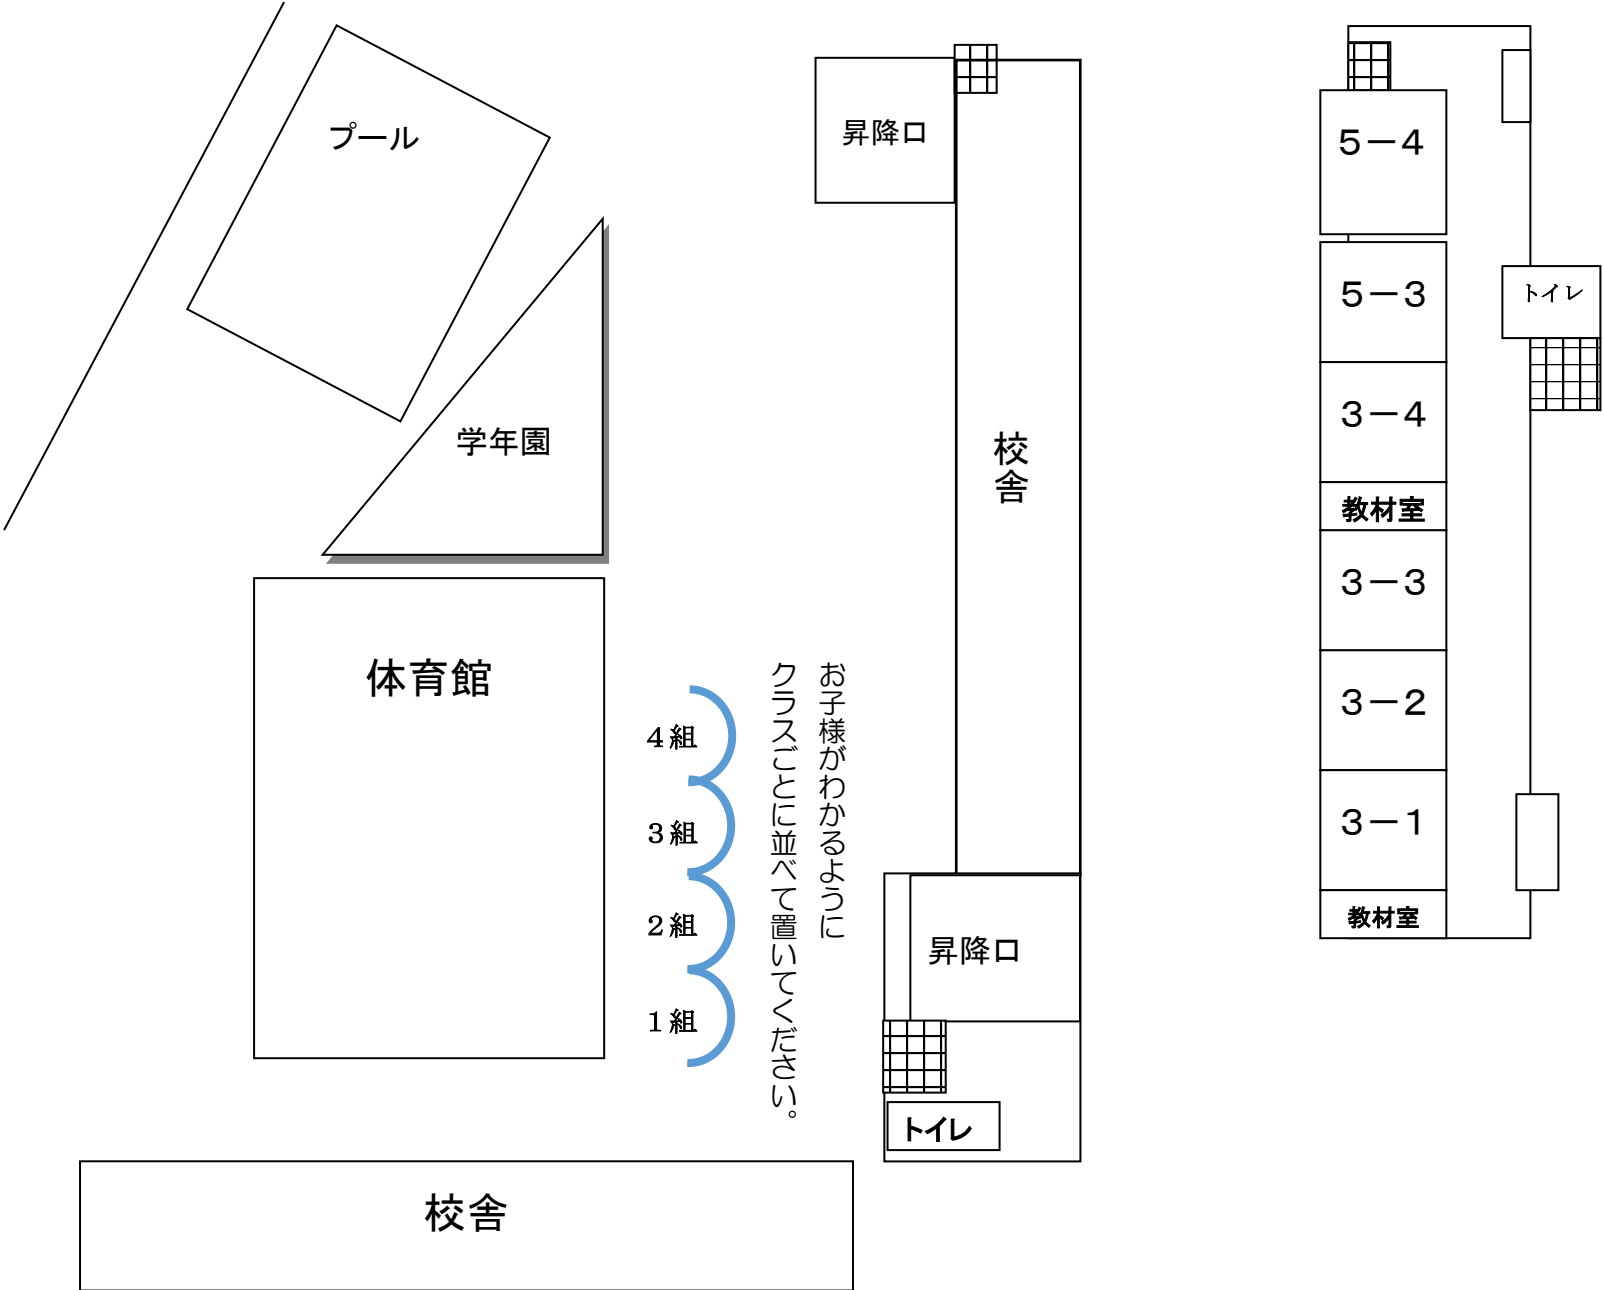 プール
学年園
体育館
４組
３組
２組
１組
お子様がわかるように
クラスごとに並べて置いてください。
校舎
昇降口
校舎
昇降口
トイレ
５－４
５－３
３－４
教材室
３－３
３－２
３－１
教材室
トイレ